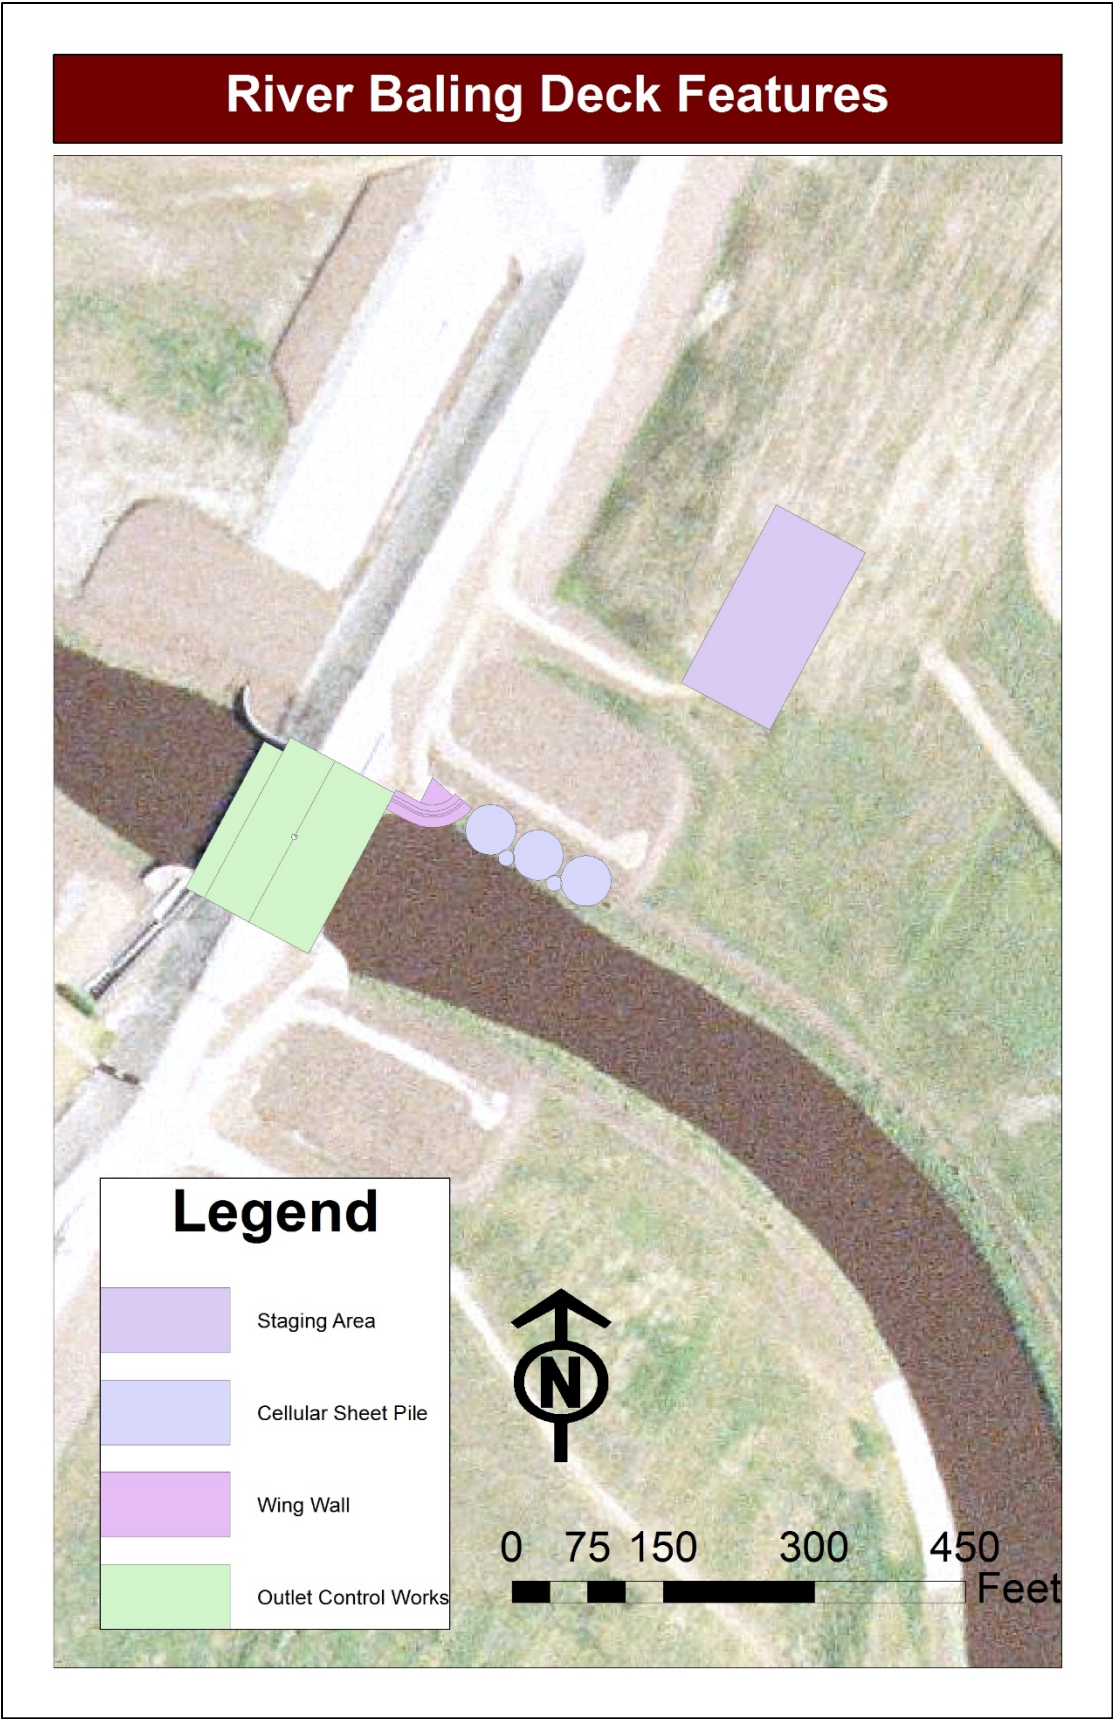 River Baling Deck Features
Legend
Staging Area
Cellular Sheet Pile
Wing Wall
Outlet Control Works
N
0 75 150 300 450
Feet